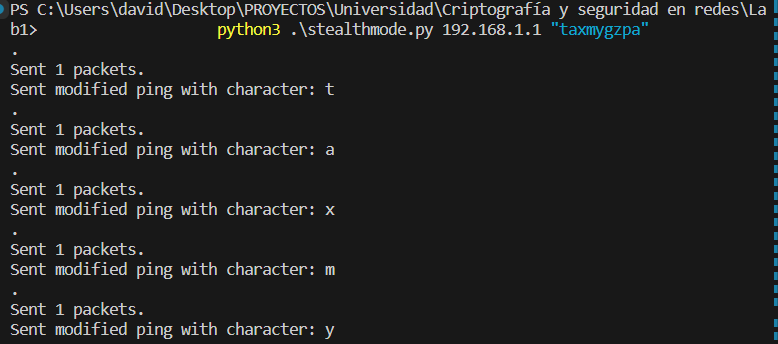 PS C:\Users\david\Desktop\PROYECTOS\Universidad\Criptografía y seguridad en redes\La
b1> python3 .\stealthmode.py 192.168.1.1 "taxmygzpa"
.
Sent 1 packets.
Sent modified ping with character: t
.
Sent 1 packets.
Sent modified ping with character: a
.
Sent 1 packets.
Sent modified ping with character: x
.
Sent 1 packets.
Sent modified ping with character: m
.
Sent 1 packets.
Sent modified ping with character: y